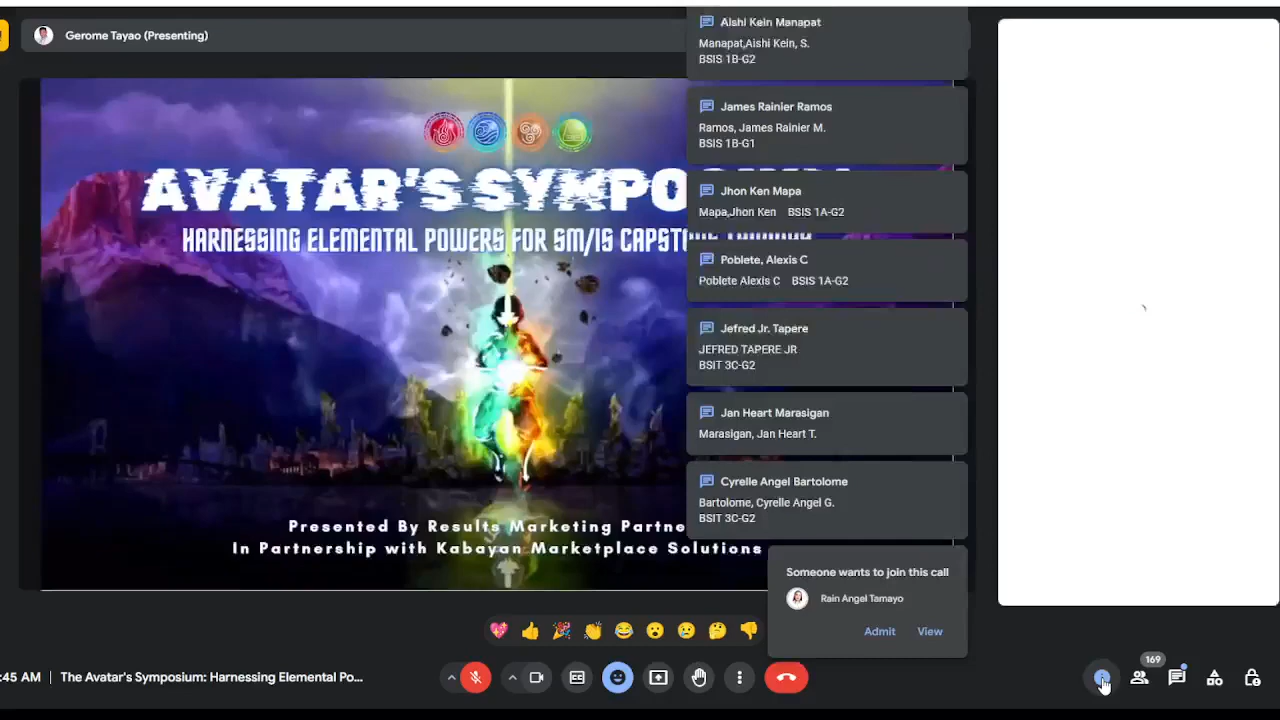 Gerome Tayao (Presenting)
AVATAR'S SYMPO
HARNESSING ELEMENTAL POWERS FOR SM/IS
Presented By Results Marketing
In Partnership with Kabayan Marketplace Solutions
Aishi Kein Manapat
Manapat,Aishi Kein, S.
BSIS 1B-G2
James Rainier Ramos
Ramos, James Rainier M.
BSIS 1B-G1
Jhon Ken Mapa
Mapa,Jhon Ken BSIS 1A-G2
Poblete, Alexis C
Poblete Alexis C BSIS 1A-G2
Jefred Jr. Tapere
JEFRED TAPERE JR
BSIT 3C-G2
Jan Heart Marasigan
Marasigan, Jan Heart T.
Cyrelle Angel Bartolome
Bartolome, Cyrelle Angel G.
BSIT 3C-G2
Someone wants to join this call
Rain Angel Tamayo
Admit View
:45 AM | The Avatar's Symposium: Harnessing Elemental Po...
169